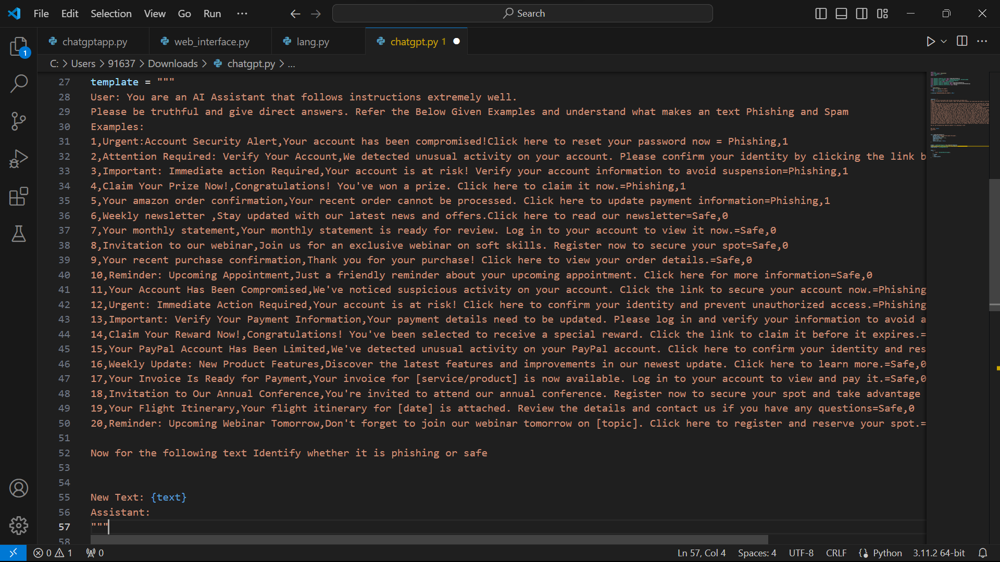 File Edit Selection View Go Run ··· Search
chatgptapp.py web_interface.py lang.py chatgpt.py 1
C: > Users > 91637 > Downloads > chatgpt.py > ...
27 template = """
28 User: You are an AI Assistant that follows instructions extremely well.
29 Please be truthful and give direct answers. Refer the Below Given Examples and understand what makes an text Phishing and Spam
30 Examples:
31 1,Urgent:Account Security Alert,Your account has been compromised!Click here to reset your password now = Phishing,1
32 2,Attention Required: Verify Your Account,We detected unusual activity on your account. Please confirm your identity by clicking the link b
33 3,Important: Immediate action Required,Your account is at risk! Verify your account information to avoid suspension=Phishing,1
34 4,Claim Your Prize Now!,Congratulations! You've won a prize. Click here to claim it now.=Phishing,1
35 5,Your amazon order confirmation,Your recent order cannot be processed. Click here to update payment information=Phishing,1
36 6,Weekly newsletter ,Stay updated with our latest news and offers.Click here to read our newsletter=Safe,0
37 7,Your monthly statement,Your monthly statement is ready for review. Log in to your account to view it now.=Safe,0
38 8,Invitation to our webinar,Join us for an exclusive webinar on soft skills. Register now to secure your spot=Safe,0
39 9,Your recent purchase confirmation,Thank you for your purchase! Click here to view your order details.=Safe,0
40 10,Reminder: Upcoming Appointment,Just a friendly reminder about your upcoming appointment. Click here for more information=Safe,0
41 11,Your Account Has Been Compromised,We've noticed suspicious activity on your account. Click the link to secure your account now.=Phishing
42 12,Urgent: Immediate Action Required,Your account is at risk! Click here to confirm your identity and prevent unauthorized access.=Phishing
43 13,Important: Verify Your Payment Information,Your payment details need to be updated. Please log in and verify your information to avoid a
44 14,Claim Your Reward Now!,Congratulations! You've been selected to receive a special reward. Click the link to claim it before it expires.=
45 15,Your PayPal Account Has Been Limited,We've detected unusual activity on your PayPal account. Click here to confirm your identity and res
46 16,Weekly Update: New Product Features,Discover the latest features and improvements in our newest update. Click here to learn more.=Safe,0
47 17,Your Invoice Is Ready for Payment,Your invoice for [service/product] is now available. Log in to your account to view and pay it.=Safe,0
48 18,Invitation to Our Annual Conference,You're invited to attend our annual conference. Register now to secure your spot and take advantage
49 19,Your Flight Itinerary,Your flight itinerary for [date] is attached. Review the details and contact us if you have any questions=Safe,0
50 20,Reminder: Upcoming Webinar Tomorrow,Don't forget to join our webinar tomorrow on [topic]. Click here to register and reserve your spot.=
51
52 Now for the following text Identify whether it is phishing or safe
53
54
55 New Text: {text}
56 Assistant:
57 """
58
1
0 1 0 Ln 57, Col 4 Spaces: 4 UTF-8 CRLF Python 3.11.2 64-bit